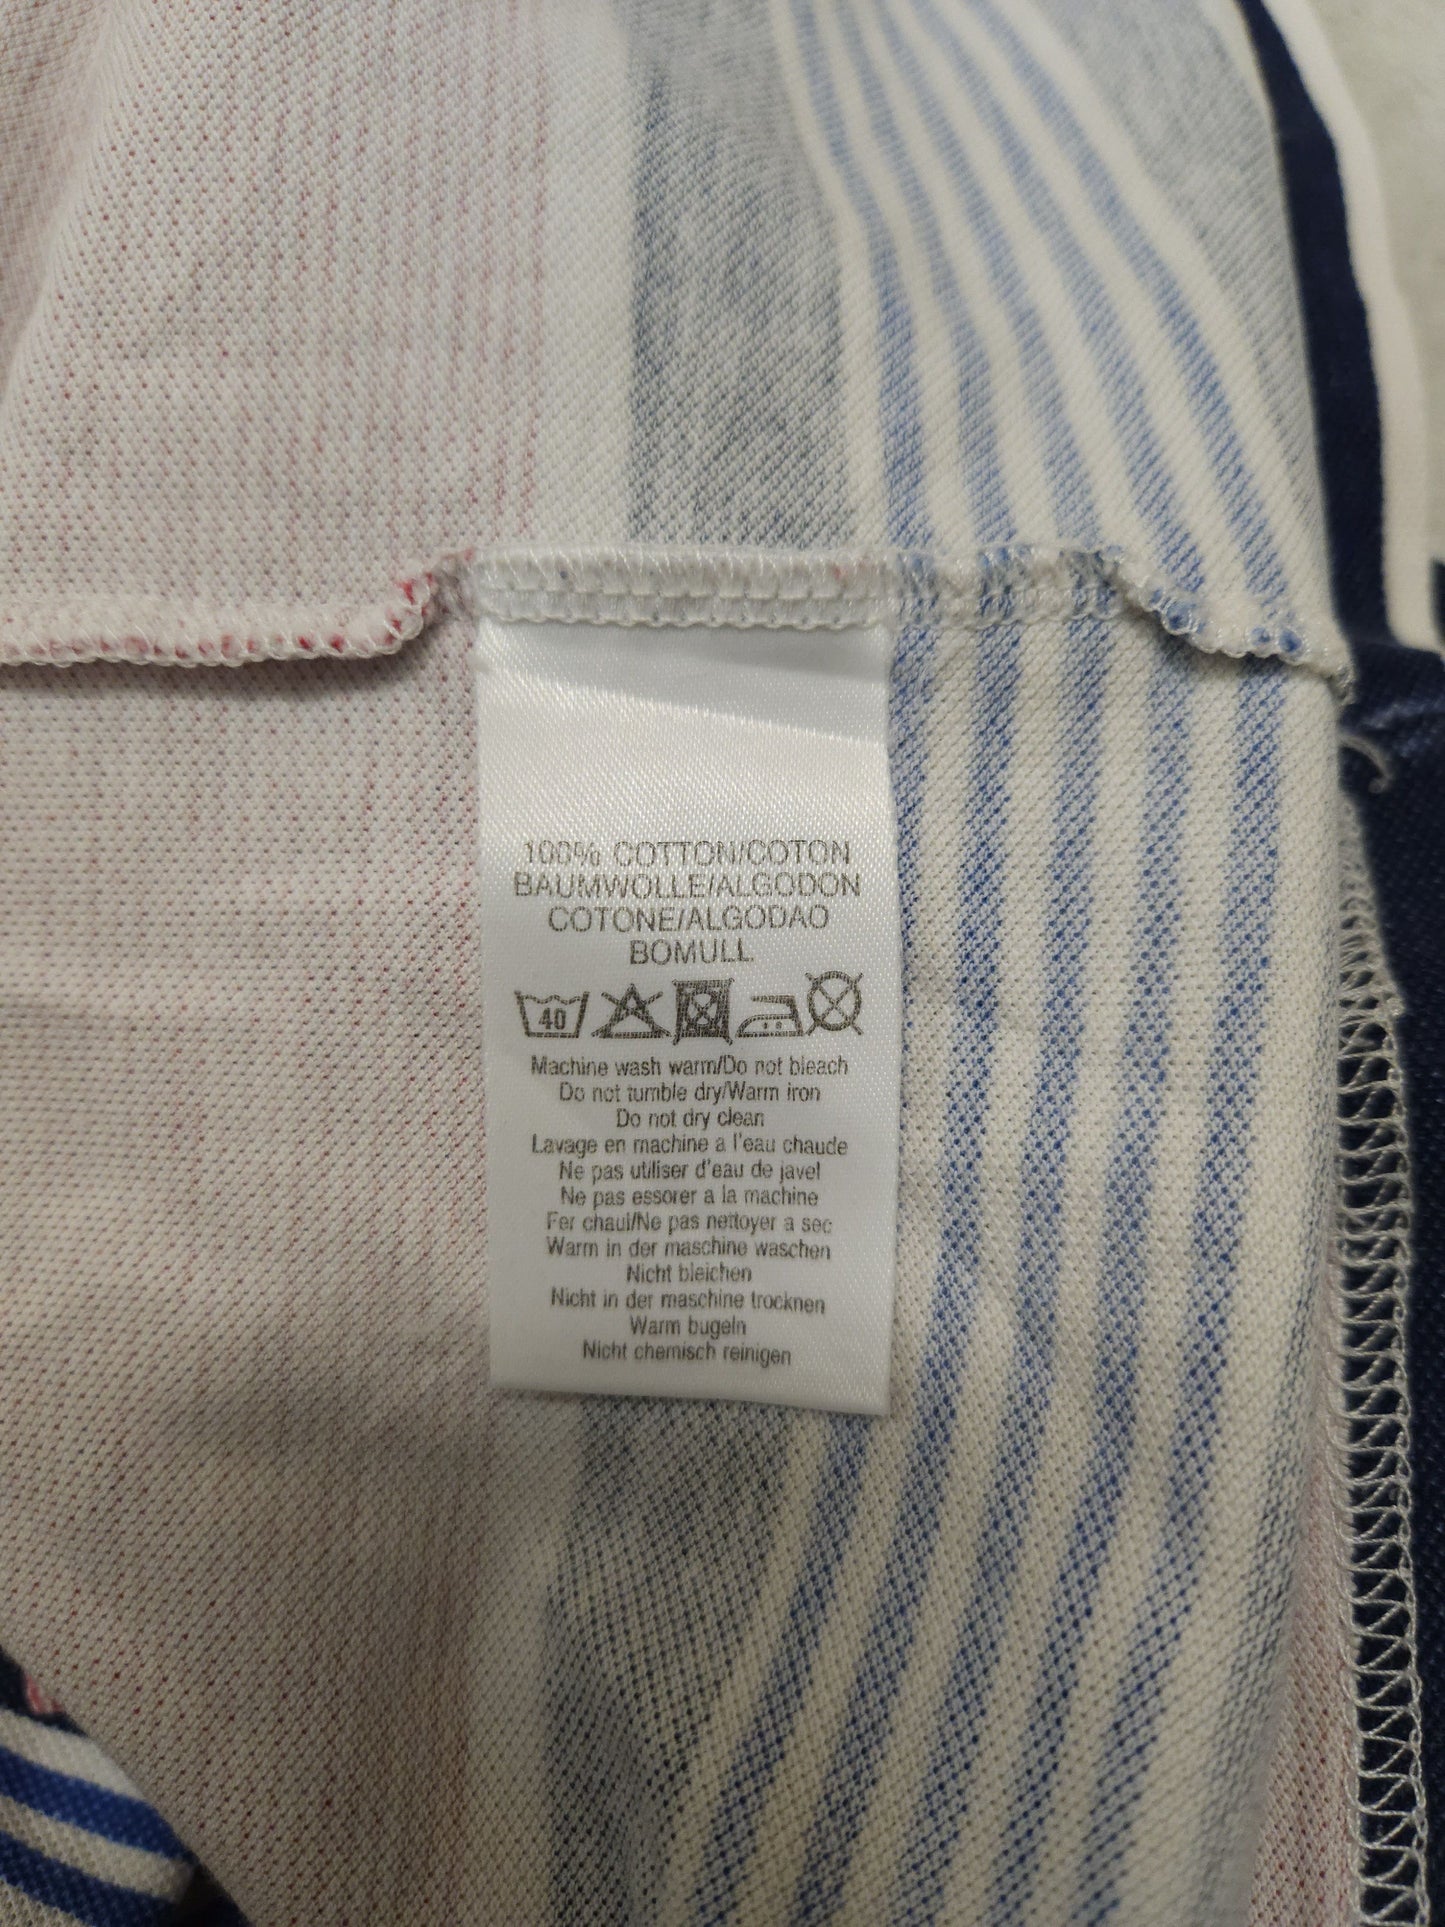 100% COTTON/COTON
BAUMWOLLE/ALGODON
COTONE/ALGODAO
BOMULL
40
Machine wash warm/Do not bleach
Do not tumble dry/Warm iron
Do not dry clean
Lavage en machine a l'eau chaude
Ne pas utiliser d'eau de javel
Ne pas essorer a la machine
Fer chaul/Ne pas nettoyer a sec
Warm in der maschine waschen
Nicht bleichen
Nicht in der maschine trocknen
Warm bugeln
Nicht chemisch reinigen